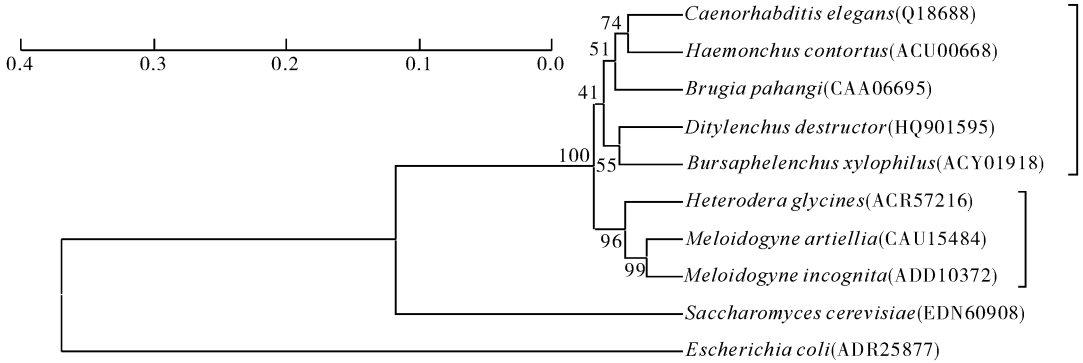 Caenorhabditis elegans(Q18688)
74
Haemonchus contortus(ACU00668)
51
0.4 0.3 0.2 0.1 0.0
Brugia pahangi(CAA06695)
41
Ditylenchus destructor(HQ901595)
100
55
Bursaphelenchus xylophilus(ACY01918)
Heterodera glycines(ACR57216)
96
Meloidogyne artiellia(CAU15484)
99
Meloidogyne incognita(ADD10372)
Saccharomyces cerevisiae(EDN60908)
Escherichia coli(ADR25877)